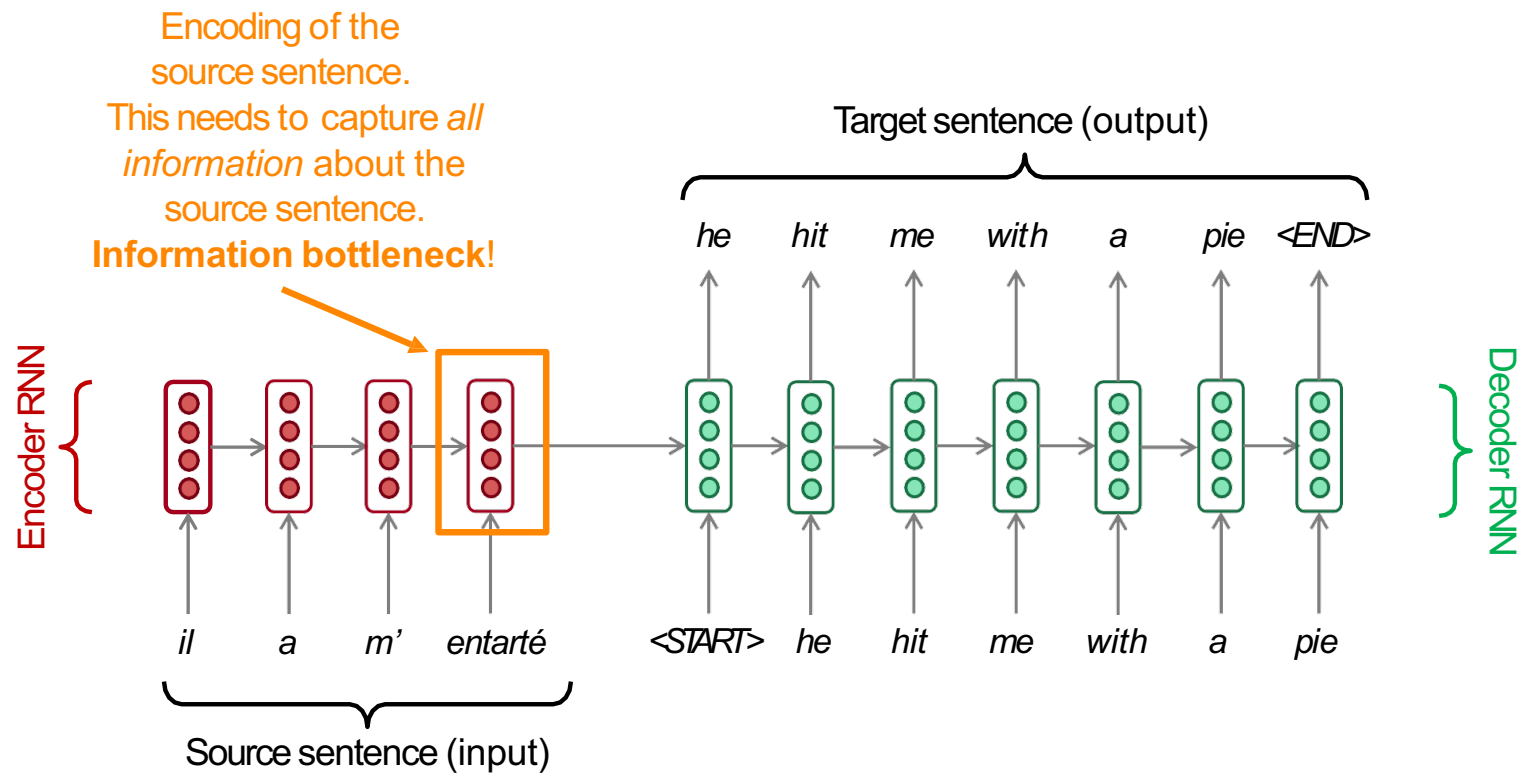 Encoding of the
source sentence.
This needs to capture all
information about the
source sentence.
Information bottleneck!
Target sentence (output)
he hit me with a pie <END>
Encoder RNN
Decoder RNN
il a m’ entarté
<START> he hit me with a pie
Source sentence (input)